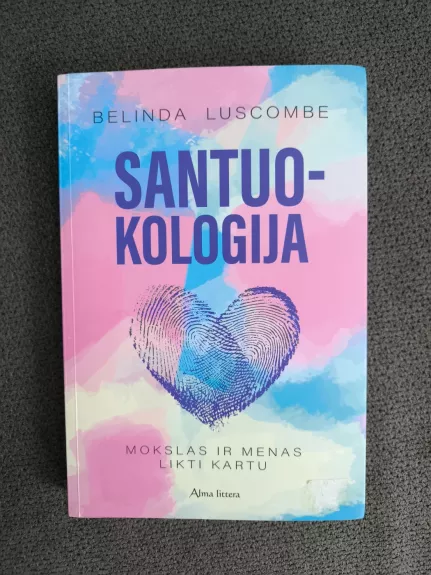 BELINDA LUSCOMBE
SANTUO-
KOLOGIJA
MOKSLAS IR MENAS
LIKTI KARTU
Alma littera